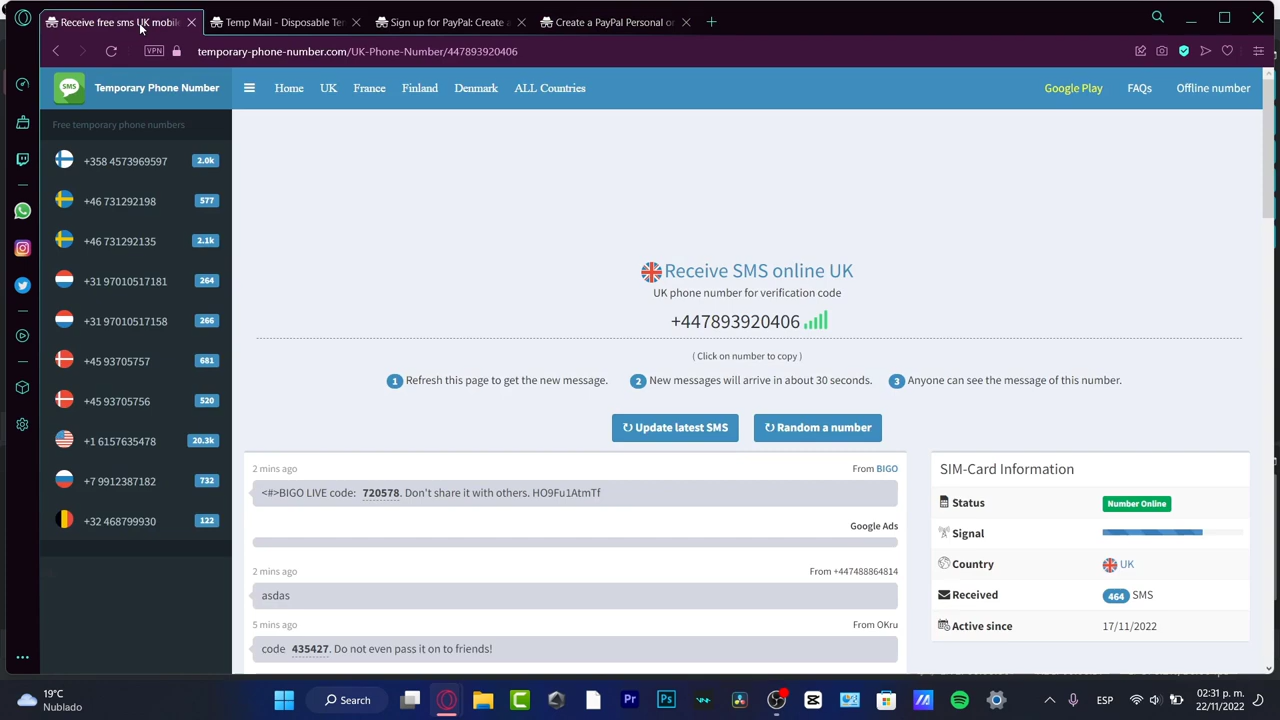 Receive free sms UK mobile
Temp Mail - Disposable Te
Sign up for PayPal: Create a
Create a PayPal Personal or
VPN
temporary-phone-number.com/UK-Phone-Number/447893920406
SMS
Temporary Phone Number
Home
UK
France
Finland
Denmark
ALL Countries
Google Play
FAQs
Offline number
Free temporary phone numbers
+358 4573969597 2.0k
+46 731292198 577
+46 731292135 2.1k
+31 97010517181 264
+31 97010517158 266
+45 93705757 681
+45 93705756 520
+1 6157635478 20.3k
+7 9912387182 732
+32 468799930 122
Receive SMS online UK
UK phone number for verification code
+447893920406
( Click on number to copy )
1 Refresh this page to get the new message.
2 New messages will arrive in about 30 seconds.
3 Anyone can see the message of this number.
Update latest SMS
Random a number
2 mins ago
From BIGO
<#>BIGO LIVE code: 720578. Don't share it with others. HO9Fu1AtmTf
Google Ads
2 mins ago
From +447488864814
asdas
5 mins ago
From OKru
code 435427. Do not even pass it on to friends!
SIM-Card Information
Status Number Online
Signal
Country UK
Received 464 SMS
Active since 17/11/2022
19°C
Nublado
Search
Pr
Ps
ESP
02:31 p. m.
22/11/2022